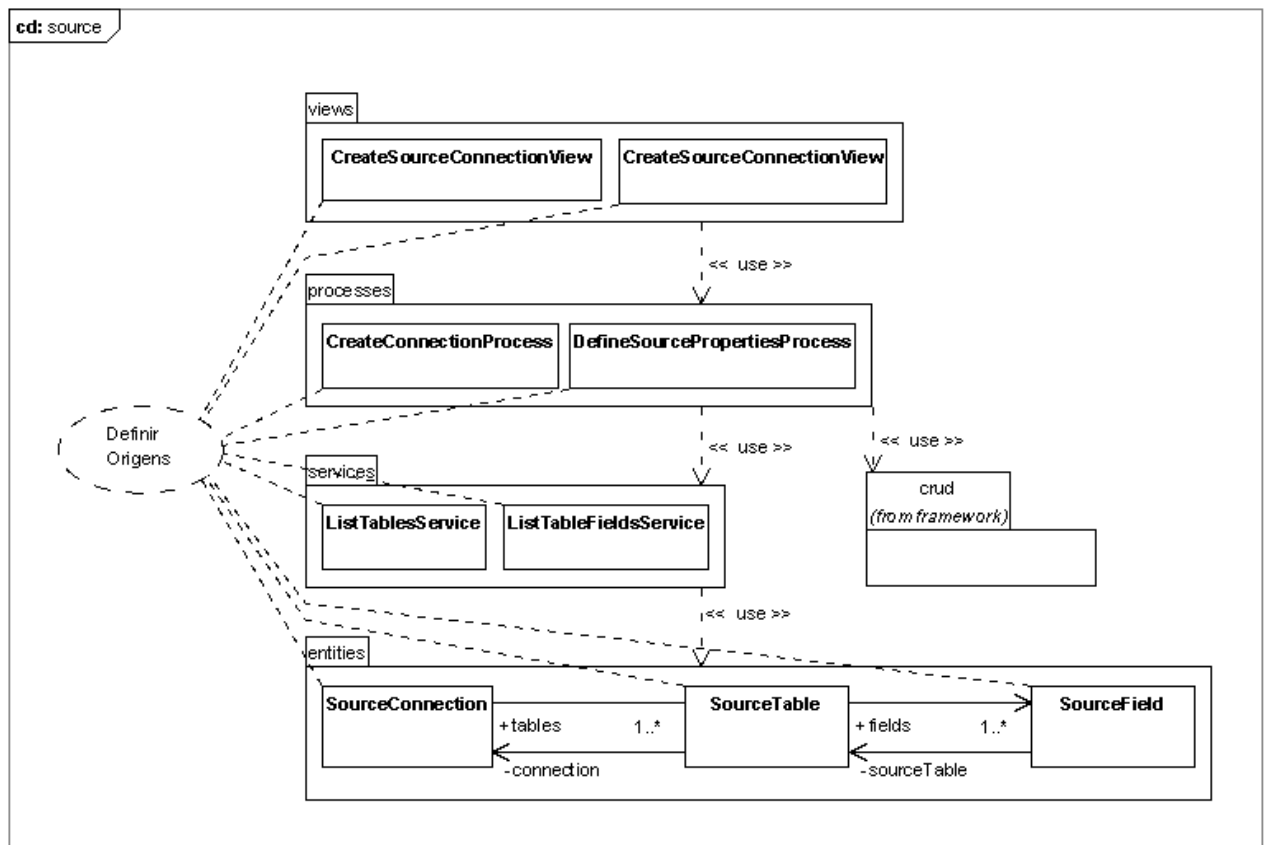 cd: source
views
CreateSourceConnectionView CreateSourceConnectionView
<< use >>
processes
CreateConnectionProcess DefineSourcePropertiesProcess
Definir
Origens
<< use >> << use >>
services
crud
(from framework)
ListTablesService ListTableFieldsService
<< use >>
entities
SourceConnection SourceTable SourceField
+tables 1..* +fields 1..*
-connection -sourceTable